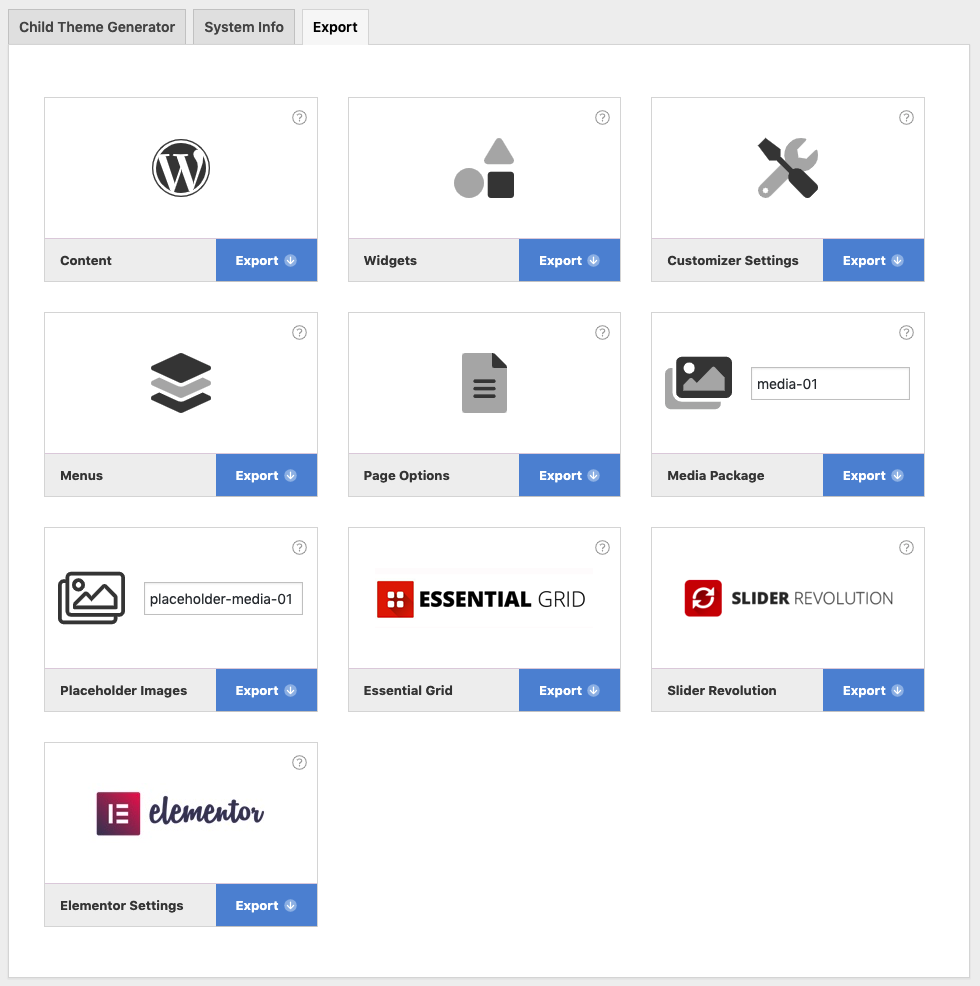 Child Theme Generator
System Info
Export
Content
Export
Widgets
Export
Customizer Settings
Export
Menus
Export
Page Options
Export
media-01
Media Package
Export
placeholder-media-01
Placeholder Images
Export
ESSENTIAL GRID
Essential Grid
Export
SLIDER REVOLUTION
Slider Revolution
Export
elementor
Elementor Settings
Export